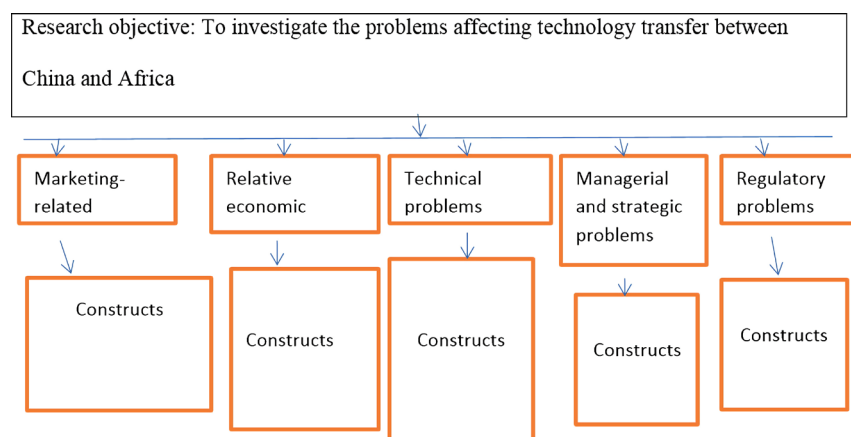 Research objective: To investigate the problems affecting technology transfer between
China and Africa
Marketing-
related
Relative
economic
Technical
problems
Managerial
and strategic
problems
Regulatory
problems
Constructs
Constructs
Constructs
Constructs
Constructs